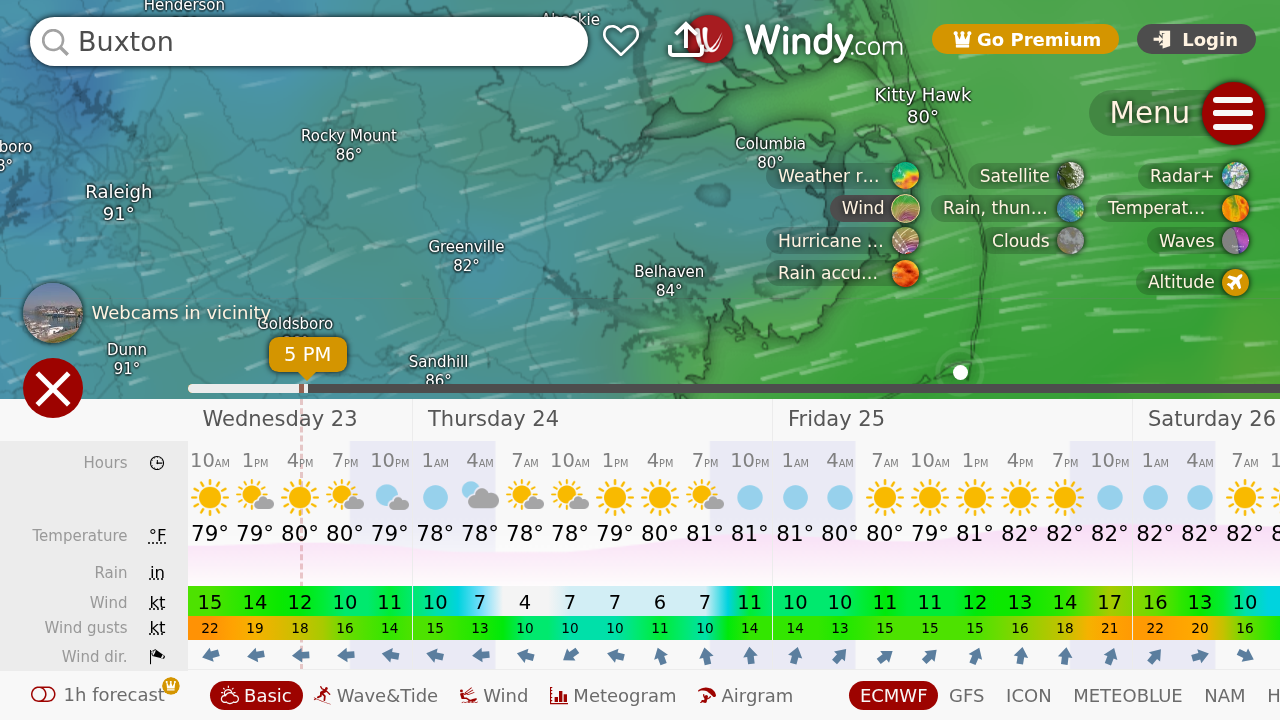 Henderson
Buxton
Windy.com
Go Premium
Login
Kitty Hawk
80°
Menu
Rocky Mount
86°
Columbia
80°
Raleigh
91°
Weather r...
Satellite
Radar+
Wind
Rain, thun...
Temperat...
Hurricane ...
Clouds
Waves
Rain accu...
Altitude
Greenville
82°
Belhaven
84°
Webcams in vicinity
Goldsboro
Dunn
91°
5 PM
Sandhill
86°
Wednesday 23 Thursday 24 Friday 25 Saturday 26
Hours 10AM 1PM 4PM 7PM 10PM 1AM 4AM 7AM 10AM 1PM 4PM 7PM 10PM 1AM 4AM 7AM 10AM 1PM 4PM 7PM 10PM 1AM 4AM 7AM
Temperature °F 79° 79° 80° 80° 79° 78° 78° 78° 78° 79° 80° 81° 81° 81° 80° 80° 79° 81° 82° 82° 82° 82° 82° 82°
Rain in
Wind kt 15 14 12 10 11 10 7 4 7 7 6 7 11 10 10 11 11 12 13 14 17 16 13 10
Wind gusts kt 22 19 18 16 14 15 13 10 10 10 11 10 14 14 13 15 15 15 16 18 21 22 20 16
Wind dir.
1h forecast Basic Wave&Tide Wind Meteogram Airgram ECMWF GFS ICON METEOBLUE NAM